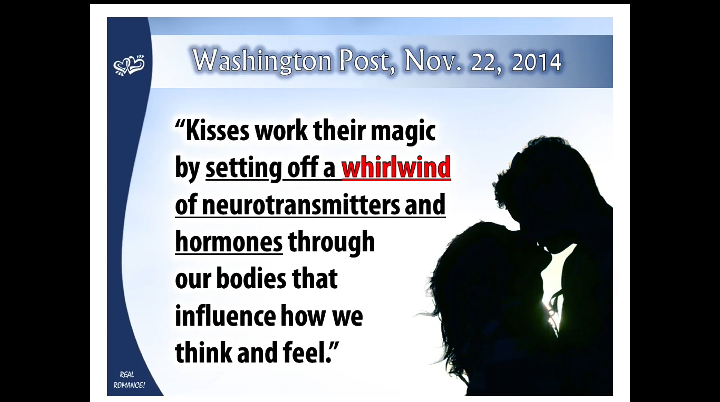 Washington Post, Nov. 22, 2014
“Kisses work their magic
by setting off a whirlwind
of neurotransmitters and
hormones through
our bodies that
influence how we
think and feel.”
REAL
ROMANCE!